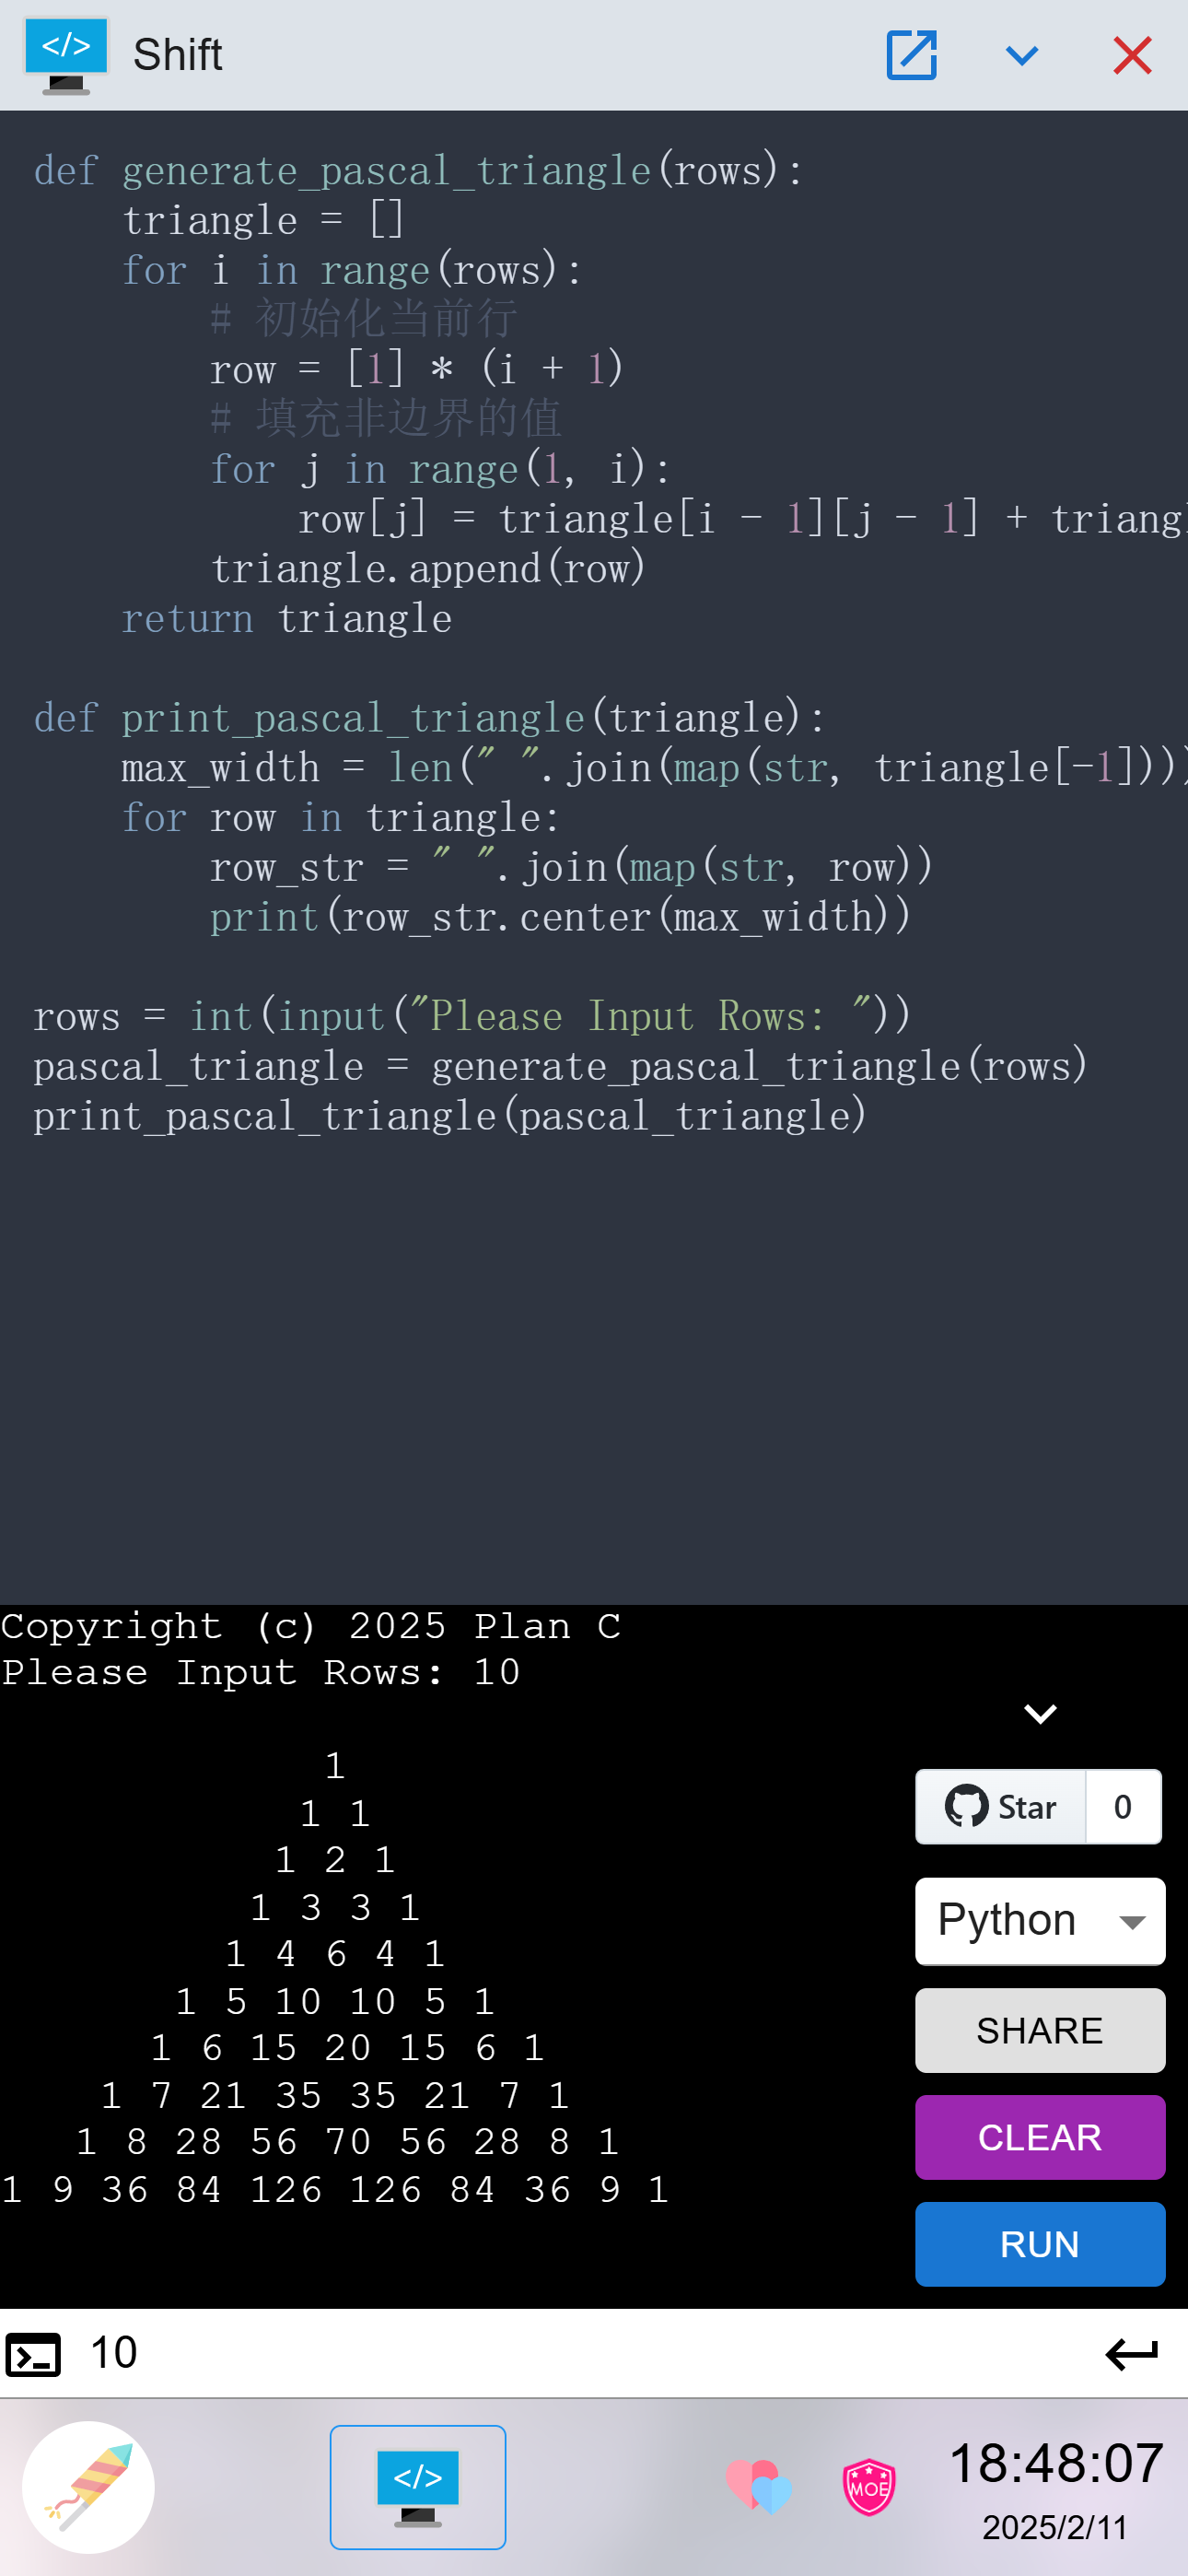 </> Shift
def generate_pascal_triangle(rows):
    triangle = []
    for i in range(rows):
        # 初始化当前行
        row = [1] * (i + 1)
        # 填充非边界的值
        for j in range(1, i):
            row[j] = triangle[i - 1][j - 1] + triangl
        triangle.append(row)
    return triangle

def print_pascal_triangle(triangle):
    max_width = len(" ".join(map(str, triangle[-1])))
    for row in triangle:
        row_str = " ".join(map(str, row))
        print(row_str.center(max_width))

rows = int(input("Please Input Rows: "))
pascal_triangle = generate_pascal_triangle(rows)
print_pascal_triangle(pascal_triangle)
Copyright (c) 2025 Plan C
Please Input Rows: 10
1
1 1
1 2 1
1 3 3 1
1 4 6 4 1
1 5 10 10 5 1
1 6 15 20 15 6 1
1 7 21 35 35 21 7 1
1 8 28 56 70 56 28 8 1
1 9 36 84 126 126 84 36 9 1
Star 0
Python
SHARE
CLEAR
RUN
10
</>
MOE
18:48:07
2025/2/11